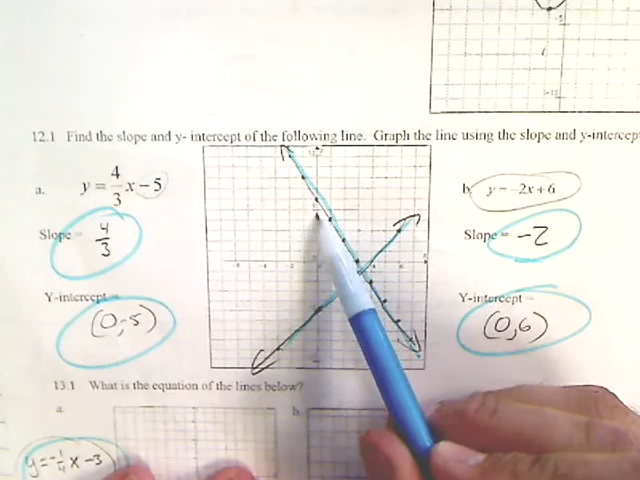 12.1 Find the slope and y- intercept of the following line. Graph the line using the slope and y-intercep
a. y = 4/3 x - 5
b. y = -2x + 6
Slope = 4/3
Slope = -2
Y-intercept =
(0,-5)
Y-intercept =
(0,6)
13.1 What is the equation of the lines below?
a.
b.
y = -1/4 x - 3